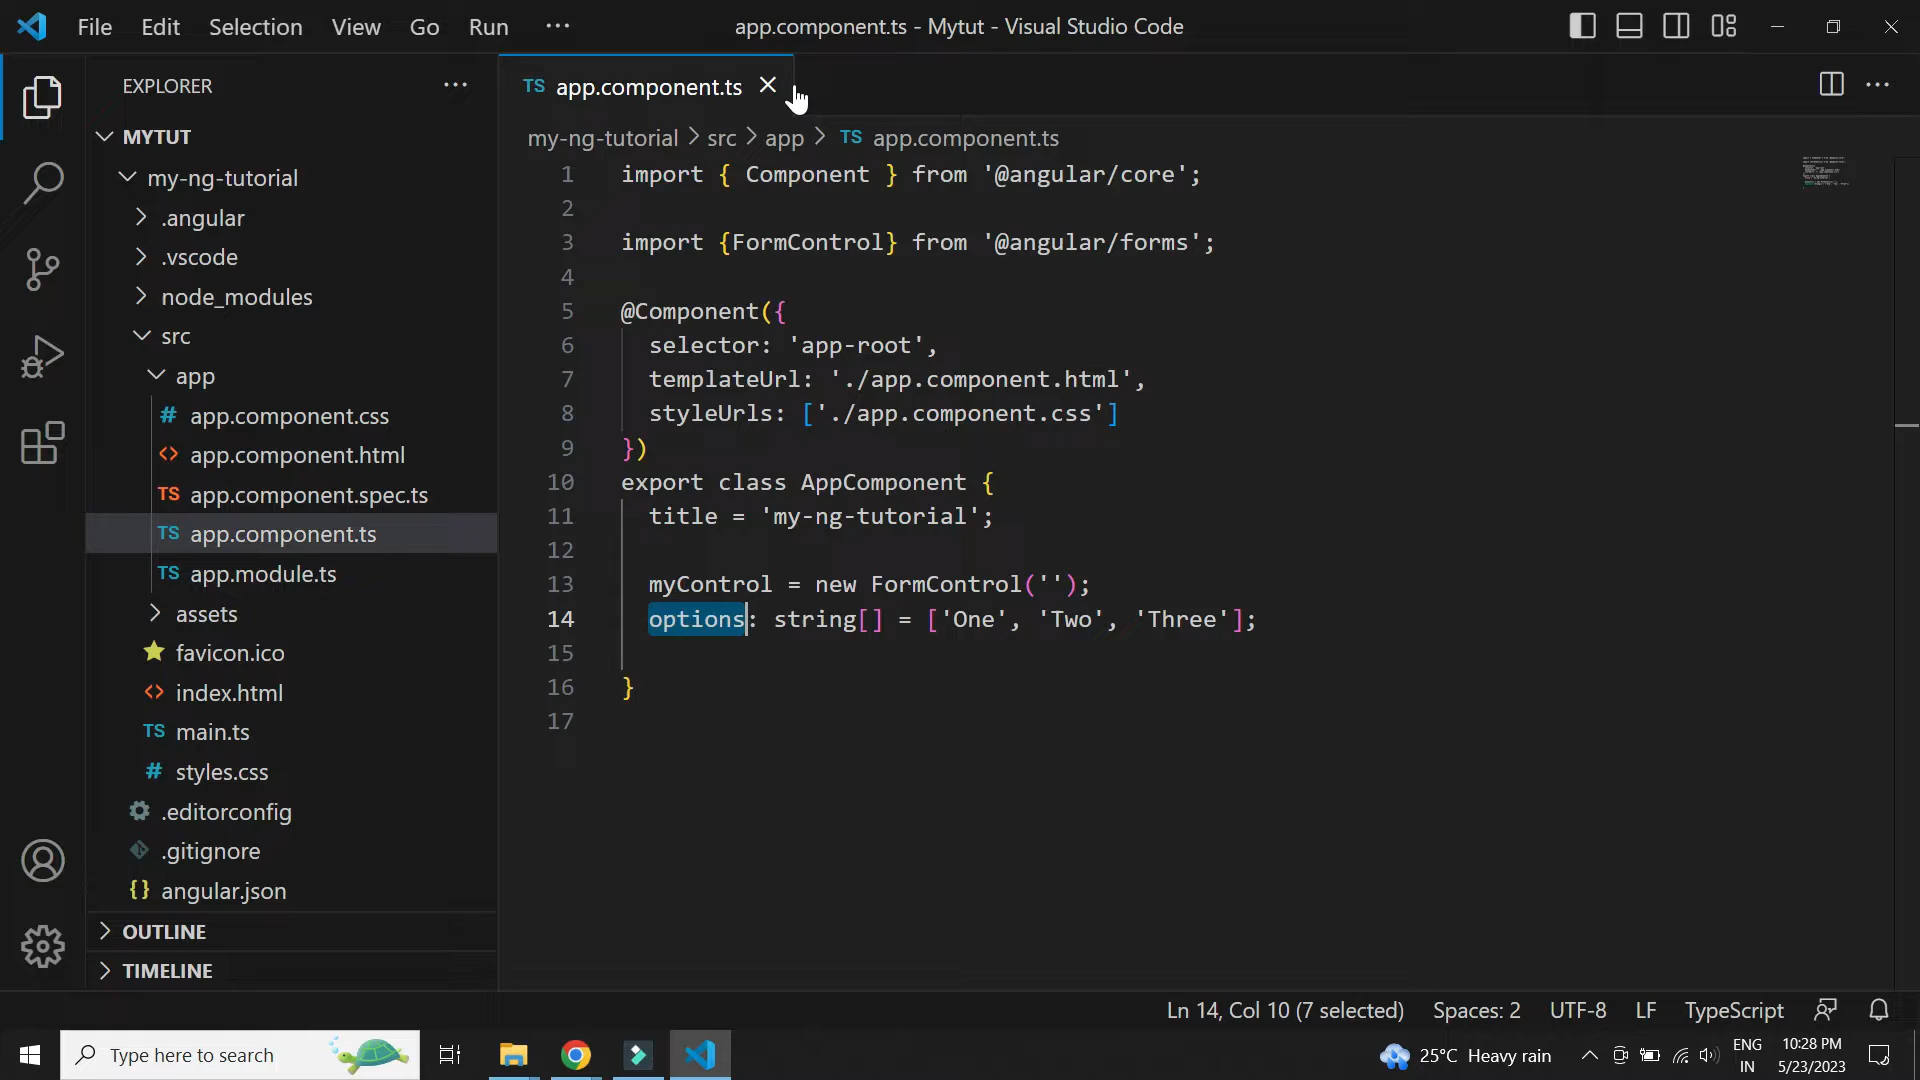 File Edit Selection View Go Run ··· app.component.ts - Mytut - Visual Studio Code
EXPLORER
MYTUT
my-ng-tutorial
.angular
.vscode
node_modules
src
app
# app.component.css
<> app.component.html
TS app.component.spec.ts
TS app.component.ts
TS app.module.ts
assets
favicon.ico
<> index.html
TS main.ts
# styles.css
.editorconfig
.gitignore
{} angular.json
OUTLINE
TIMELINE
TS app.component.ts
my-ng-tutorial > src > app > TS app.component.ts
1 import { Component } from '@angular/core';
2
3 import {FormControl} from '@angular/forms';
4
5 @Component({
6 selector: 'app-root',
7 templateUrl: './app.component.html',
8 styleUrls: ['./app.component.css']
9 })
10 export class AppComponent {
11 title = 'my-ng-tutorial';
12
13 myControl = new FormControl('');
14 options: string[] = ['One', 'Two', 'Three'];
15
16 }
17
Ln 14, Col 10 (7 selected) Spaces: 2 UTF-8 LF TypeScript
Type here to search
25°C Heavy rain
ENG
IN
10:28 PM
5/23/2023